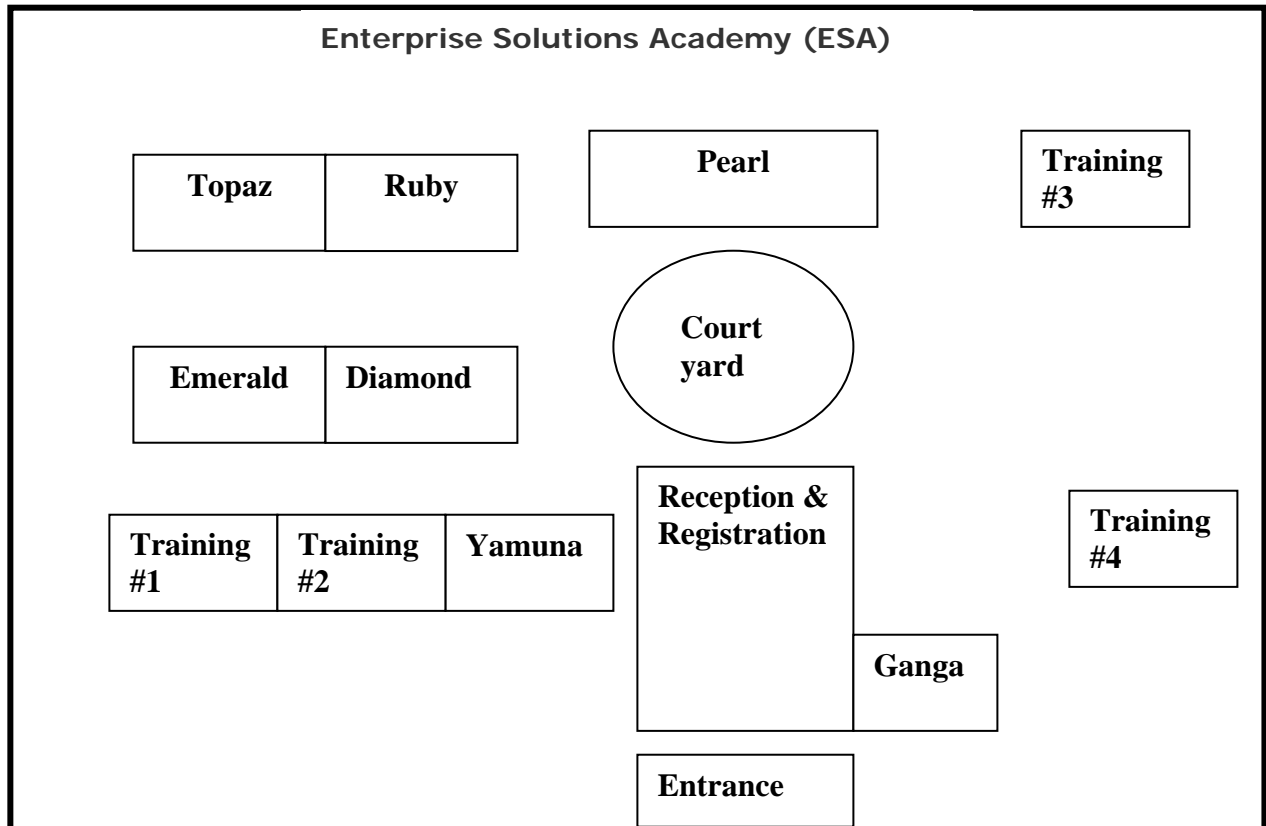 Enterprise Solutions Academy (ESA)
Topaz
Ruby
Pearl
Training
#3
Court
yard
Emerald
Diamond
Reception &
Registration
Training
#1
Training
#2
Yamuna
Training
#4
Ganga
Entrance